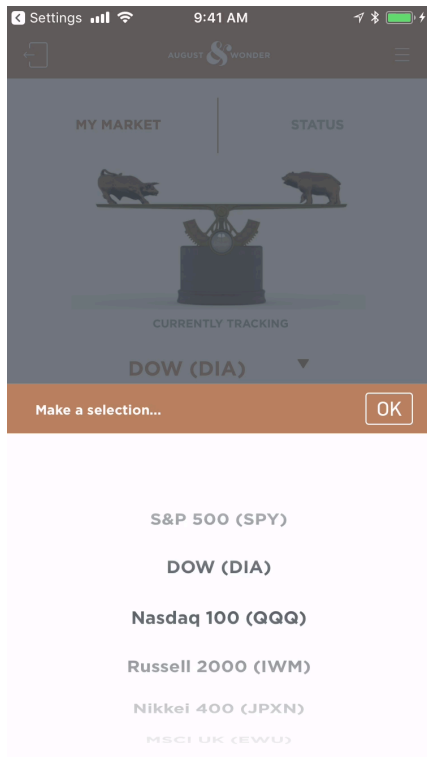 Settings 9:41 AM
AUGUST & WONDER
MY MARKET STATUS
CURRENTLY TRACKING
DOW (DIA)
Make a selection... OK
S&P 500 (SPY)
DOW (DIA)
Nasdaq 100 (QQQ)
Russell 2000 (IWM)
Nikkei 400 (JPXN)
MSCI UK (EWU)